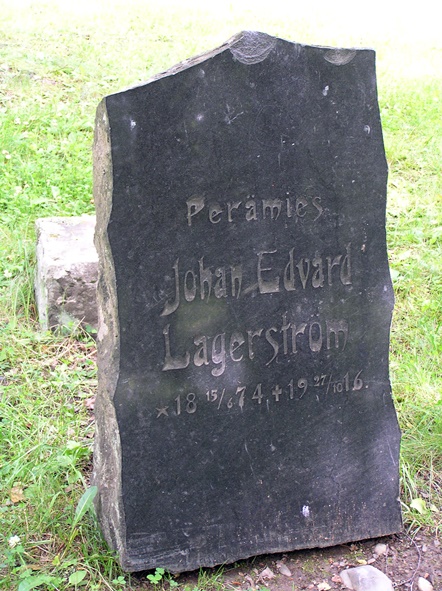 Perämies
Johan Edvard
Lagerström
× 18 15/6 74, + 19 27/10 16.